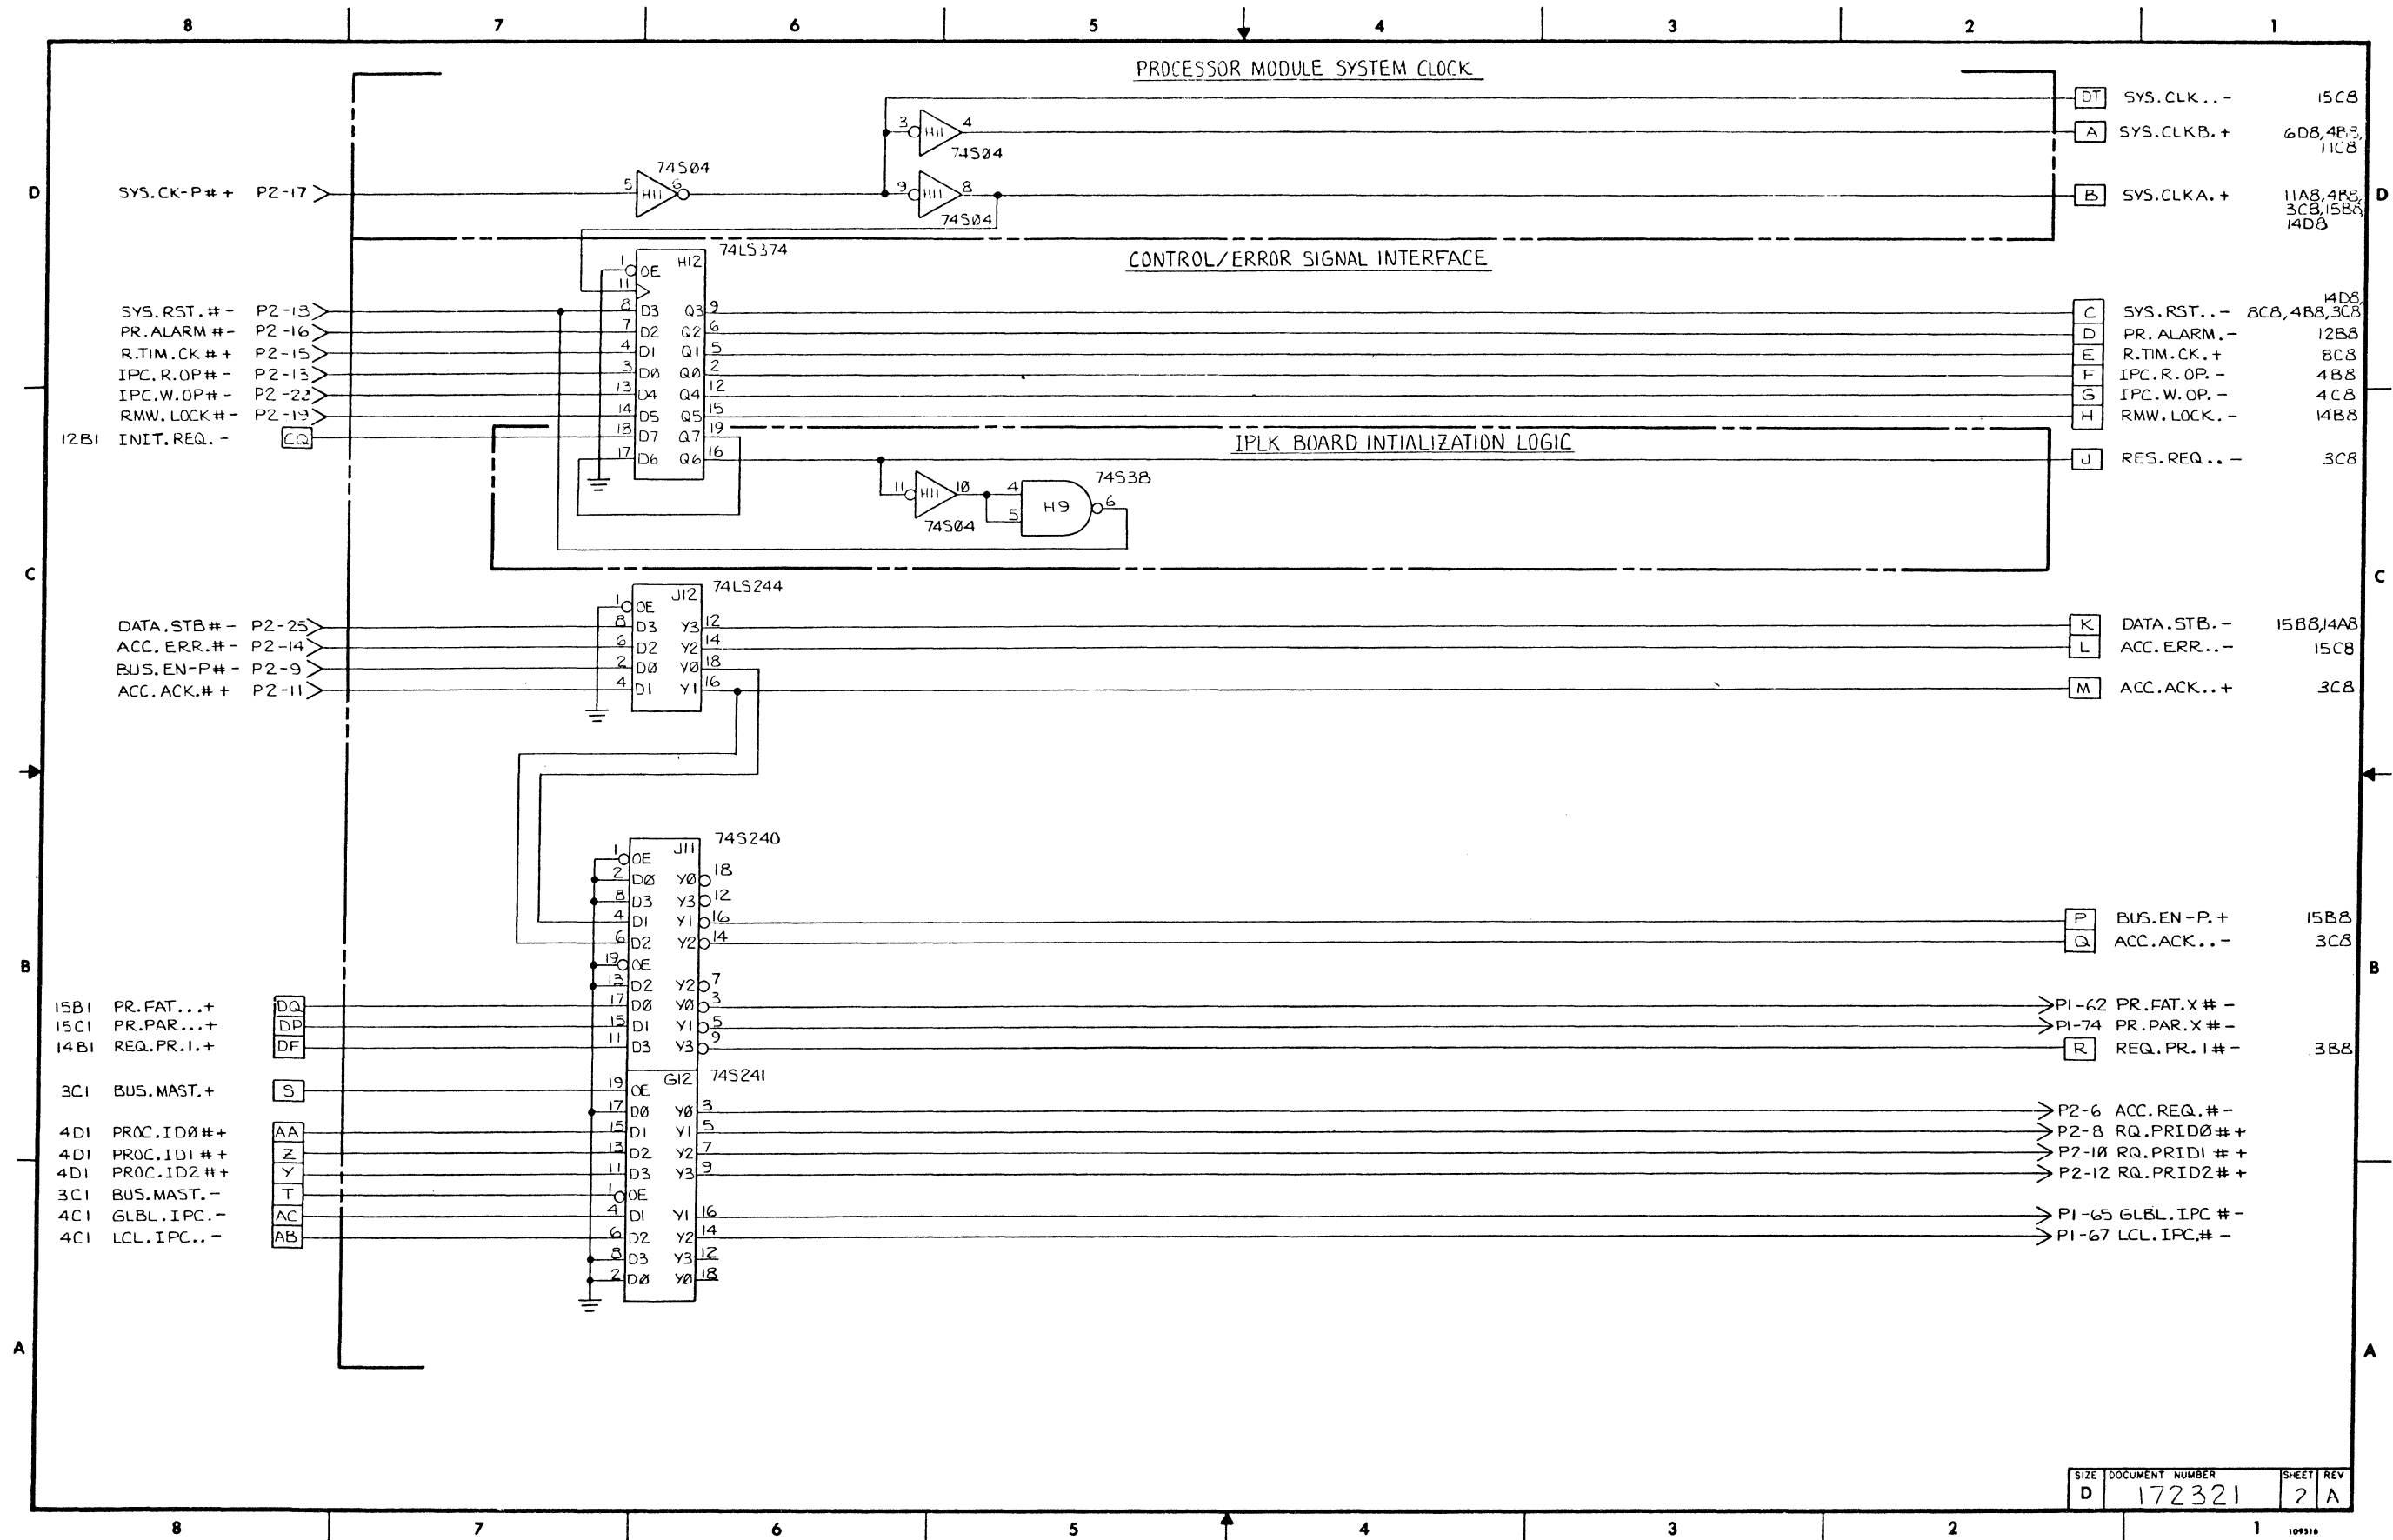 8 7 6 5 4 3 2 1
PROCESSOR MODULE SYSTEM CLOCK
DT SYS.CLK..- 15C8
3 H11 4
74S04
A SYS.CLKB.+ 6D8,4B8,
11C8
D SYS.CK-P#+ P2-17 5 H11 6
74S04
9 H11 8
74S04
B SYS.CLKA.+ 11A8,4B8,
3C8,15B8,
14D8
D
CONTROL/ERROR SIGNAL INTERFACE
74LS374
H12
1 OE
11
14D8,
SYS.RST.#- P2-18 8 D3 Q3 9 C SYS.RST..- 8C8,4B8,3C8
PR.ALARM#- P2-16 7 D2 Q2 6 D PR.ALARM.- 12B8
R.TIM.CK#+ P2-15 4 D1 Q1 5 E R.TIM.CK.+ 8C8
IPC.R.OP#- P2-13 3 DØ QØ 2 F IPC.R.OP.- 4B8
IPC.W.OP#- P2-22 13 D4 Q4 12 G IPC.W.OP.- 4C8
RMW.LOCK#- P2-19 14 D5 Q5 15 H RMW.LOCK.- 14B8
12B1 INIT.REQ.- CQ 18 D7 Q7 19
IPLK BOARD INTIALIZATION LOGIC
17 D6 Q6 16 J RES.REQ..- 3C8
11 H11 10
74S04
4 5 H9 6
74S38
C C
74LS244
J12
1 OE
DATA.STB#- P2-25 8 D3 Y3 12 K DATA.STB.- 15B8,14A8
ACC.ERR.#- P2-14 6 D2 Y2 14 L ACC.ERR..- 15C8
BUS.EN-P#- P2-9 2 DØ YØ 18
ACC.ACK.#+ P2-11 4 D1 Y1 16 M ACC.ACK..+ 3C8
74S240
J11
1 OE
2 DØ YØ 18
8 D3 Y3 12
4 D1 Y1 16 P BUS.EN-P.+ 15B8
6 D2 Y2 14 Q ACC.ACK..- 3C8
B B
19 OE
13 D2 Y2 7
15B1 PR.FAT...+ DQ 17 DØ YØ 3 P1-62 PR.FAT.X#-
15C1 PR.PAR...+ DP 15 D1 Y1 5 P1-74 PR.PAR.X#-
14B1 REQ.PR.1.+ DF 11 D3 Y3 9 R REQ.PR.1#- 3B8
G12 74S241
3C1 BUS.MAST.+ S 19 OE
17 DØ YØ 3 P2-6 ACC.REQ.#-
4D1 PROC.IDØ#+ AA 15 D1 Y1 5 P2-8 RQ.PRIDØ#+
4D1 PROC.ID1#+ Z 13 D2 Y2 7 P2-1Ø RQ.PRID1#+
4D1 PROC.ID2#+ Y 11 D3 Y3 9 P2-12 RQ.PRID2#+
3C1 BUS.MAST.- T 1 OE
4C1 GLBL.IPC.- AC 4 D1 Y1 16 P1-65 GLBL.IPC#-
4C1 LCL.IPC..- AB 6 D2 Y2 14 P1-67 LCL.IPC.#-
8 D3 Y3 12
2 DØ YØ 18
A A
SIZE DOCUMENT NUMBER SHEET REV
D 172321 2 A
8 7 6 5 4 3 2 1 109316